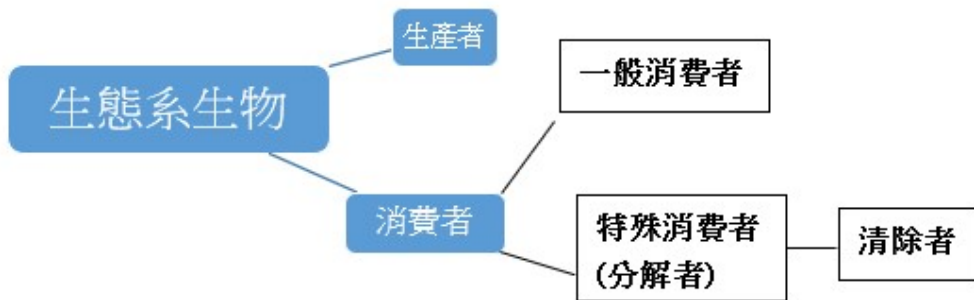 生產者
生態系生物
一般消費者
消費者
特殊消費者
(分解者)
清除者